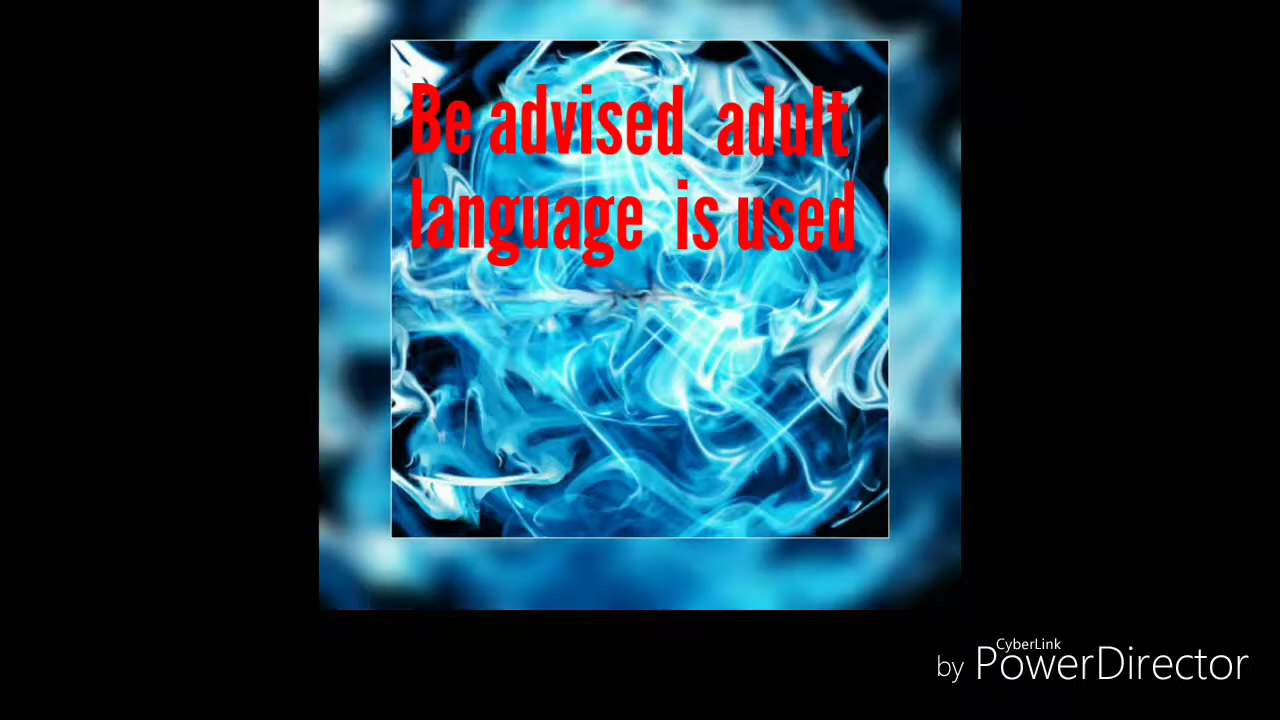 Be advised adult
language is used
CyberLink
by PowerDirector